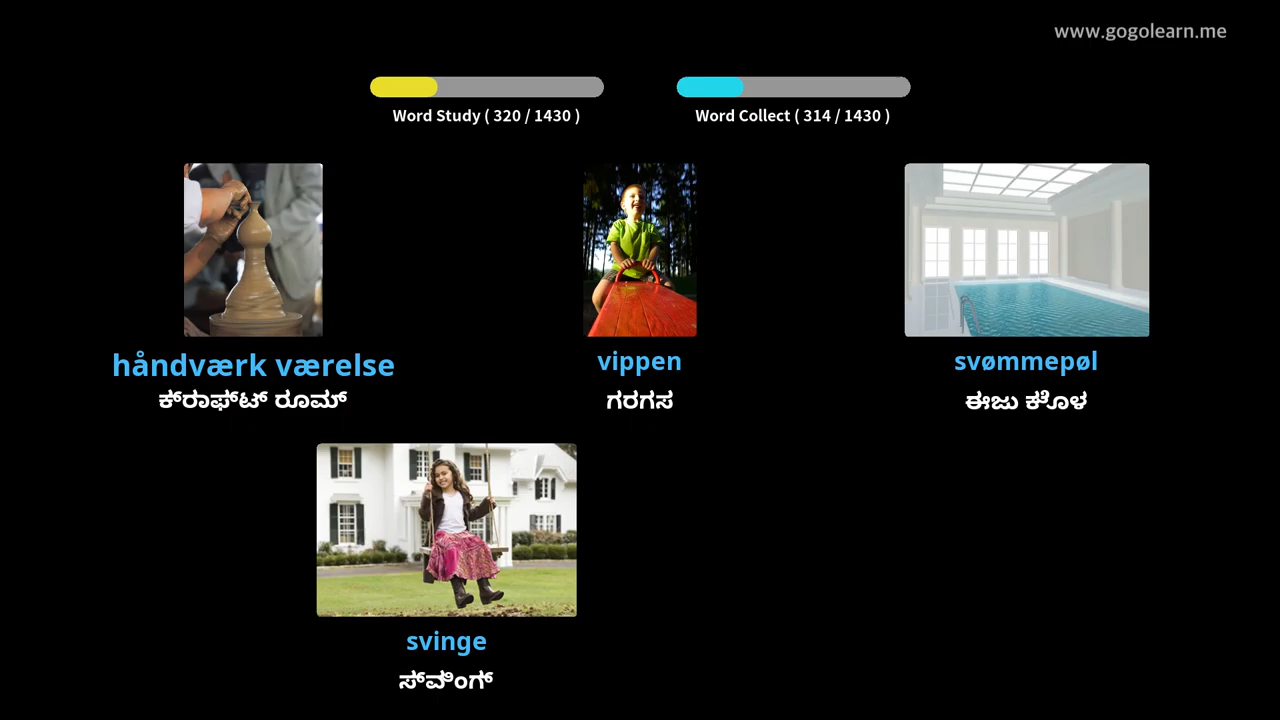 www.gogolearn.me
Word Study ( 320 / 1430 )
Word Collect ( 314 / 1430 )
håndværk værelse
vippen
svømmepøl
ಕ್‌ರಾಫ್‌ಟ್ ರೂಮ್
ಗರಗಸ
ಈಜು ಕೊಳ
svinge
ಸ್‌ವಿಂಗ್